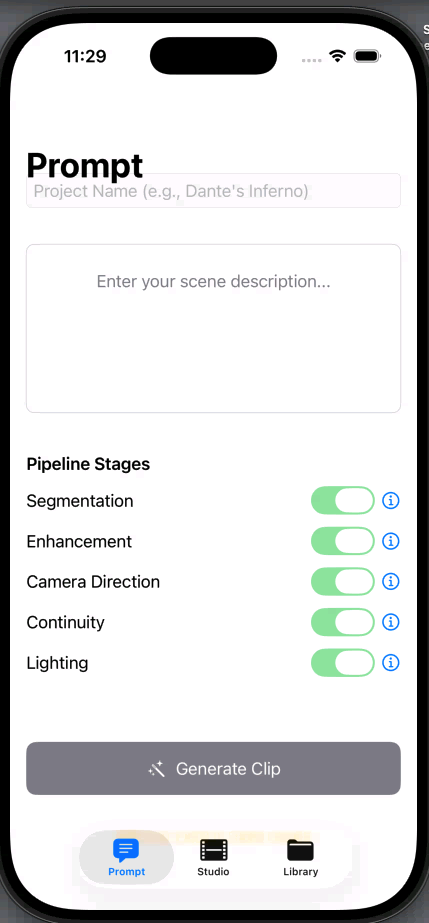 11:29
Prompt
Project Name (e.g., Dante's Inferno)
Enter your scene description...
Pipeline Stages
Segmentation
Enhancement
Camera Direction
Continuity
Lighting
Generate Clip
Prompt Studio Library